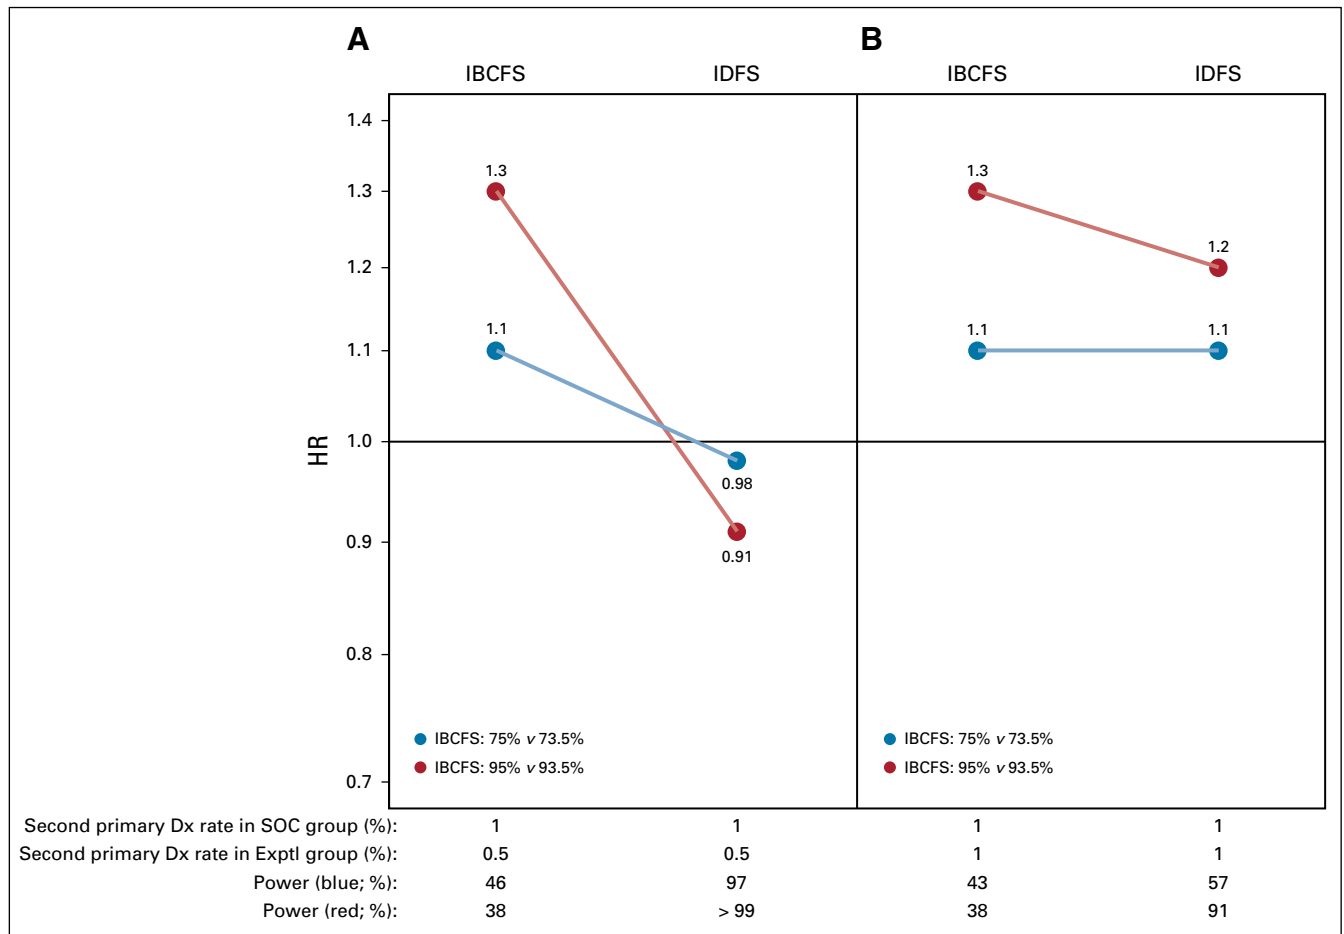 A
B
IBCFS IDFS IBCFS IDFS
1.4
1.3
1.2
1.1
1.0
0.9
0.8
0.7
HR
1.3
1.1
0.98
0.91
1.3
1.2
1.1
1.1
IBCFS: 75% v 73.5%
IBCFS: 95% v 93.5%
IBCFS: 75% v 73.5%
IBCFS: 95% v 93.5%
Second primary Dx rate in SOC group (%): 1 1 1 1
Second primary Dx rate in Exptl group (%): 0.5 0.5 1 1
Power (blue; %): 46 97 43 57
Power (red; %): 38 > 99 38 91